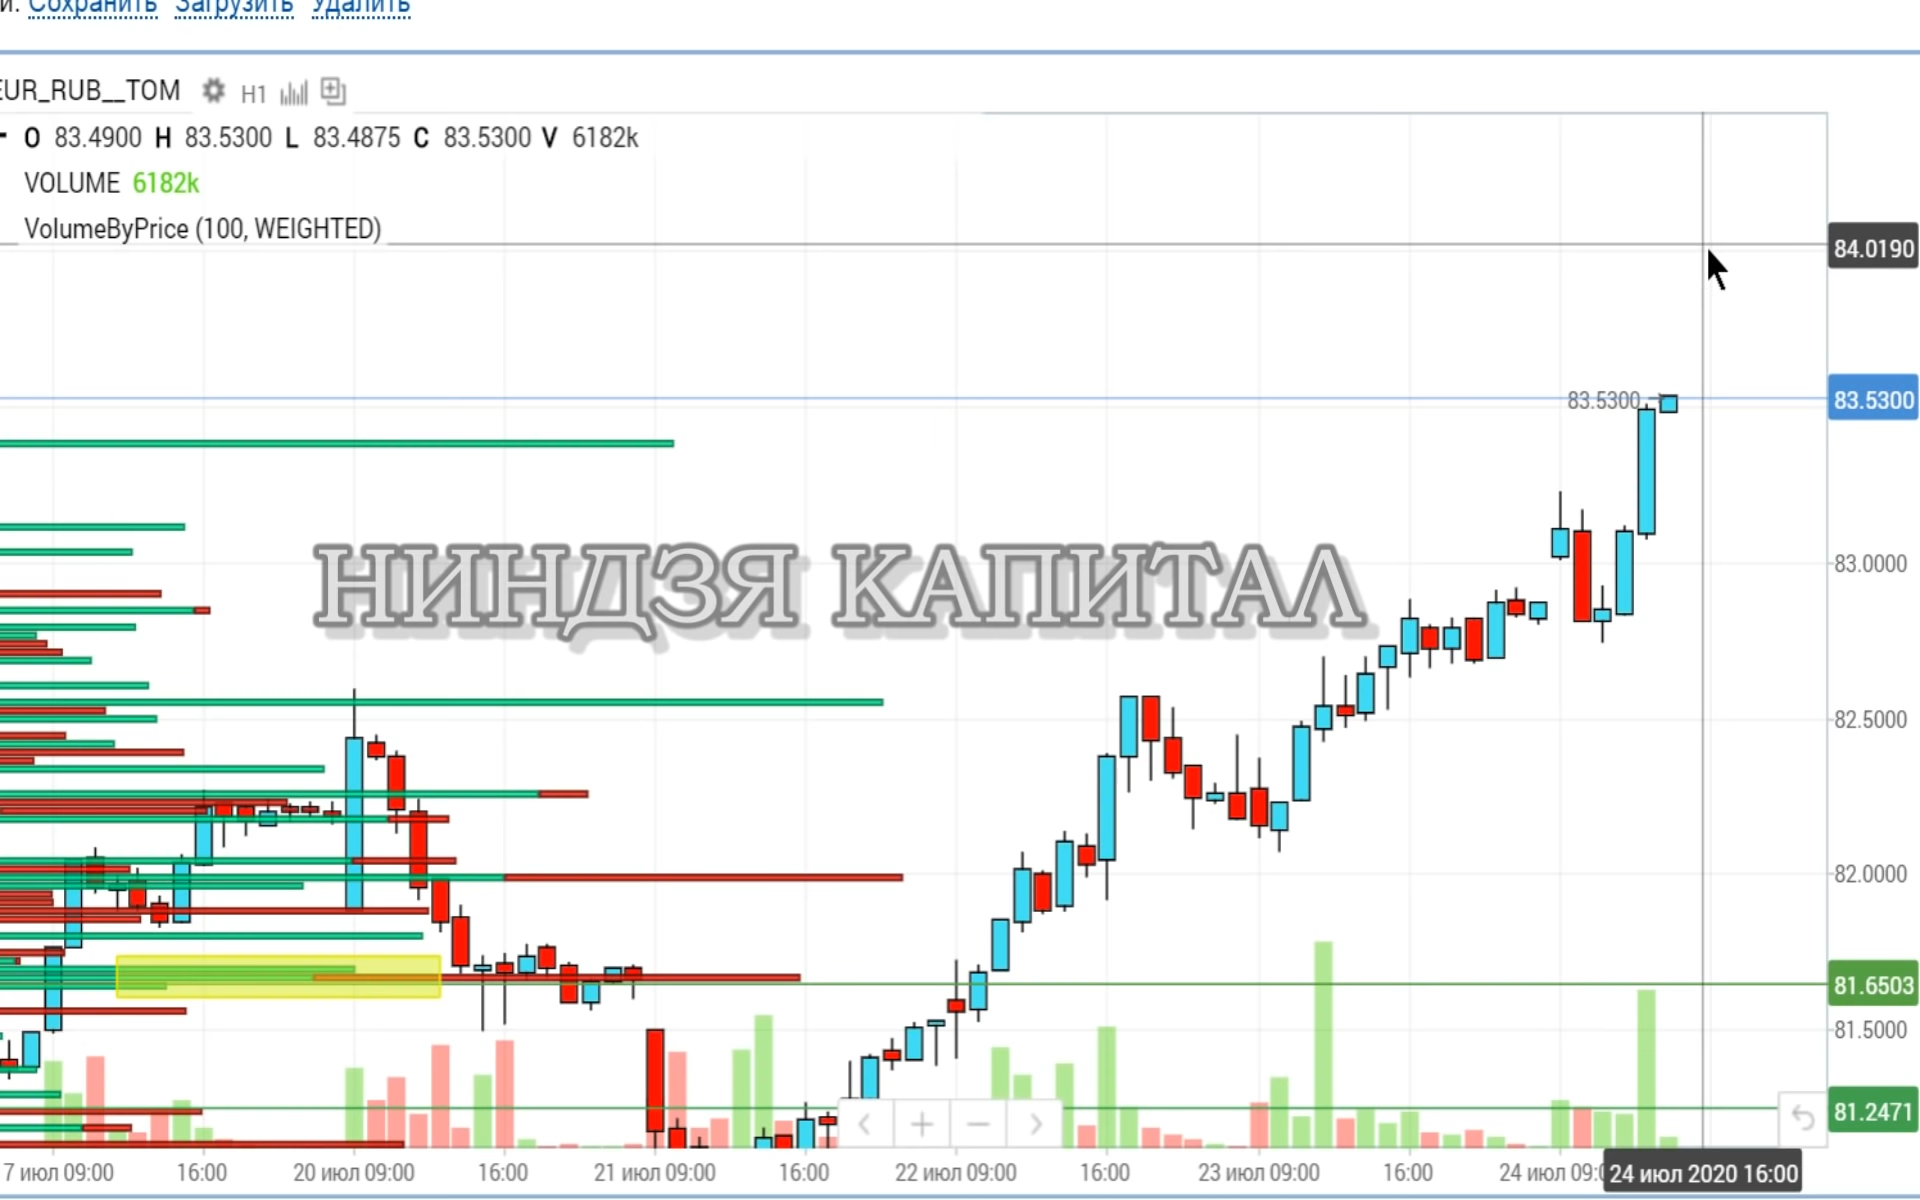 Сохранить Загрузить Удалить
EUR_RUB__TOM H1
O 83.4900 H 83.5300 L 83.4875 C 83.5300 V 6182k
VOLUME 6182k
VolumeByPrice (100, WEIGHTED)
84.0190
83.5300 83.5300
НИНДЗЯ КАПИТАЛ
83.0000
82.5000
82.0000
81.6503
81.5000
81.2471
7 июл 09:00 16:00 20 июл 09:00 16:00 21 июл 09:00 16:00 22 июл 09:00 16:00 23 июл 09:00 16:00 24 июл 09:0 24 июл 2020 16:00